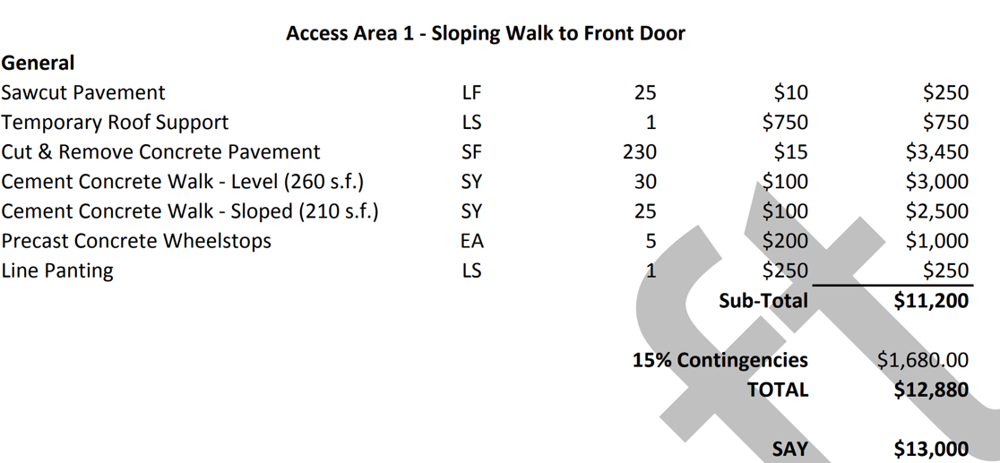 Access Area 1 - Sloping Walk to Front Door
General
Sawcut Pavement LF 25 $10 $250
Temporary Roof Support LS 1 $750 $750
Cut & Remove Concrete Pavement SF 230 $15 $3,450
Cement Concrete Walk - Level (260 s.f.) SY 30 $100 $3,000
Cement Concrete Walk - Sloped (210 s.f.) SY 25 $100 $2,500
Precast Concrete Wheelstops EA 5 $200 $1,000
Line Panting LS 1 $250 $250
Sub-Total $11,200
15% Contingencies $1,680.00
TOTAL $12,880
SAY $13,000
ft